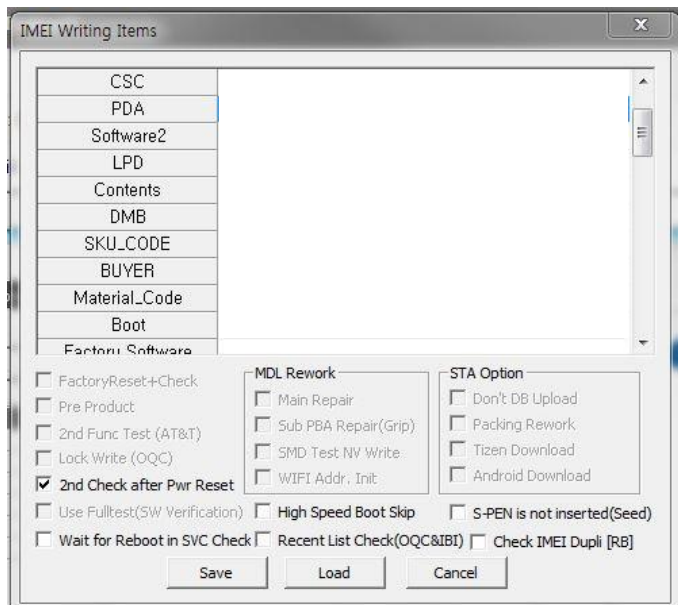 IMEI Writing Items
CSC
PDA
Software2
LPD
Contents
DMB
SKU_CODE
BUYER
Material_Code
Boot
Factory Software
FactoryReset+Check
Pre Product
2nd Func Test (AT&T)
Lock Write (OQC)
2nd Check after Pwr Reset
Use Fulltest(SW Verification)
Wait for Reboot in SVC Check
MDL Rework
Main Repair
Sub PBA Repair(Grip)
SMD Test NV Write
WIFI Addr. Init
High Speed Boot Skip
Recent List Check(OQC&IBI)
STA Option
Don't DB Upload
Packing Rework
Tizen Download
Android Download
S-PEN is not inserted(Seed)
Check IMEI Dupli [RB]
Save
Load
Cancel